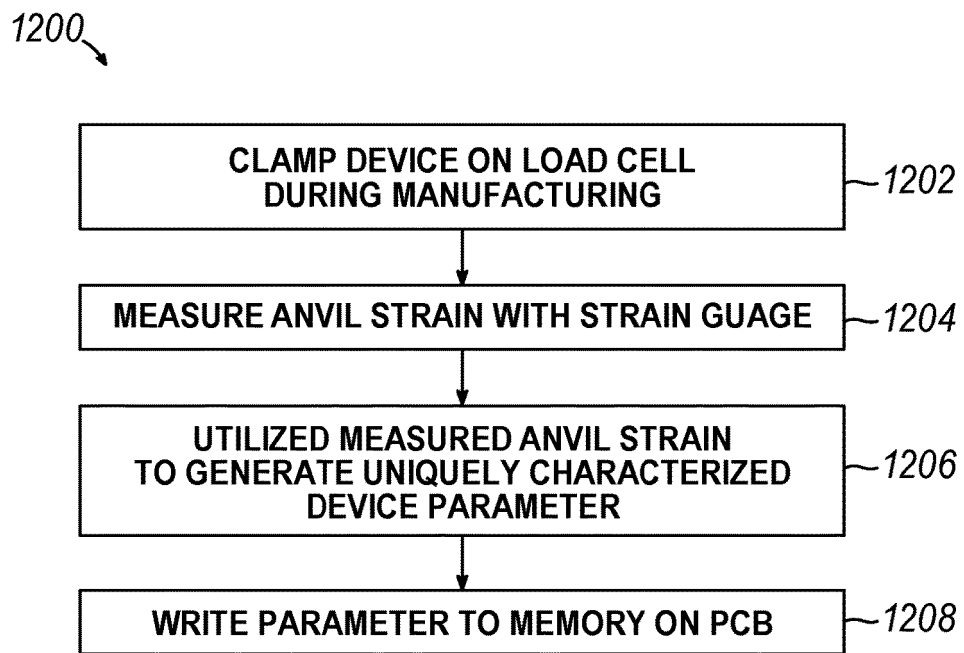 1200
CLAMP DEVICE ON LOAD CELL
DURING MANUFACTURING
1202
MEASURE ANVIL STRAIN WITH STRAIN GUAGE
1204
UTILIZED MEASURED ANVIL STRAIN
TO GENERATE UNIQUELY CHARACTERIZED
DEVICE PARAMETER
1206
WRITE PARAMETER TO MEMORY ON PCB
1208